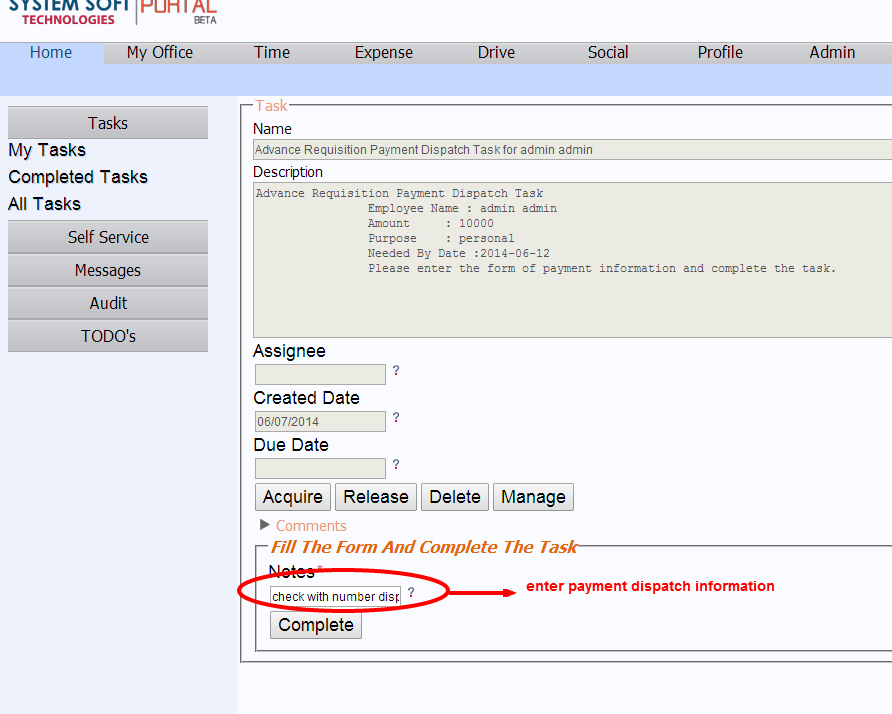 SYSTEM SOFT PORTAL
TECHNOLOGIES BETA
Home My Office Time Expense Drive Social Profile Admin
Tasks
My Tasks
Completed Tasks
All Tasks
Self Service
Messages
Audit
TODO's
Task
Name
Advance Requisition Payment Dispatch Task for admin admin
Description
Advance Requisition Payment Dispatch Task
Employee Name : admin admin
Amount : 10000
Purpose : personal
Needed By Date :2014-06-12
Please enter the form of payment information and complete the task.
Assignee
?
Created Date
06/07/2014 ?
Due Date
?
Acquire Release Delete Manage
Comments
Fill The Form And Complete The Task
Notes*
check with number disp ?
enter payment dispatch information
Complete